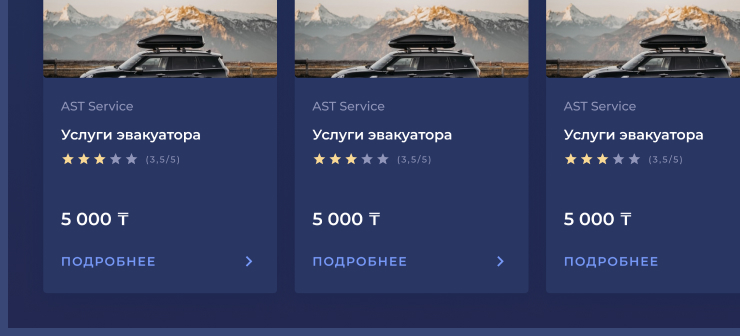 AST Service
Услуги эвакуатора
(3,5/5)
5 000 ₸
ПОДРОБНЕЕ
AST Service
Услуги эвакуатора
(3,5/5)
5 000 ₸
ПОДРОБНЕЕ
AST Service
Услуги эвакуатора
(3,5/5)
5 000 ₸
ПОДРОБНЕЕ